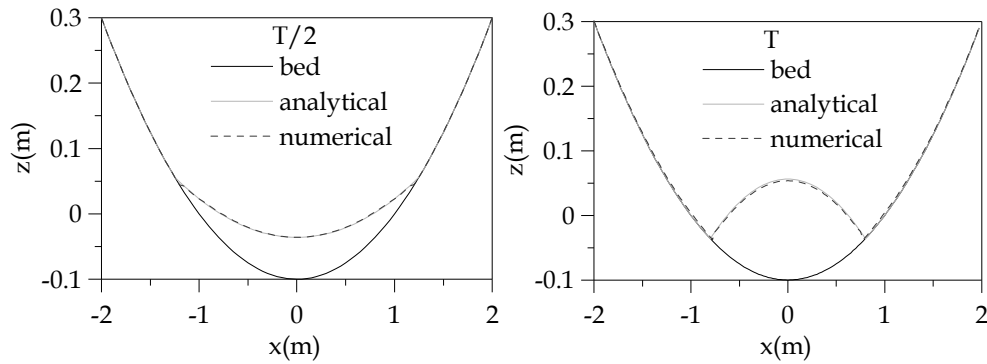 T/2
bed
analytical
numerical
0.3
0.2
0.1
0
-0.1
z(m)
-2 -1 0 1 2
x(m)
T
bed
analytical
numerical
0.3
0.2
0.1
0
-0.1
z(m)
-2 -1 0 1 2
x(m)